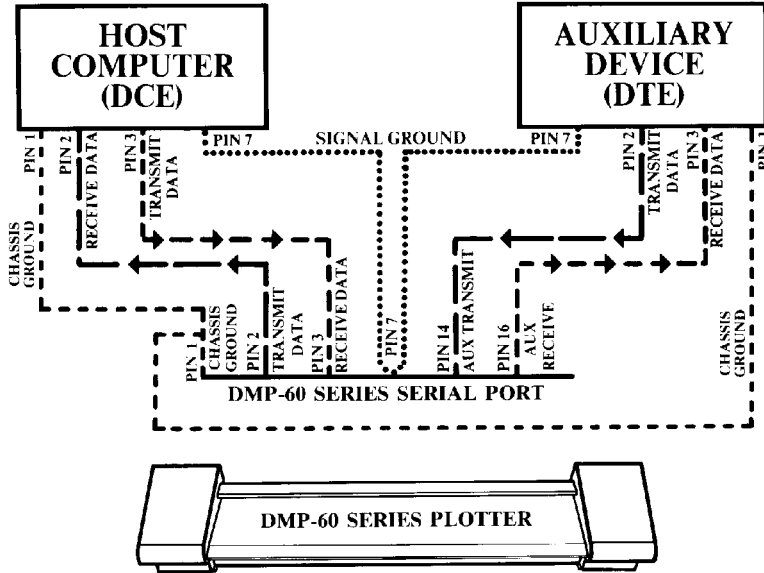 HOST
COMPUTER
(DCE)
AUXILIARY
DEVICE
(DTE)
PIN 1
PIN 2
RECEIVE DATA
PIN 3
TRANSMIT
DATA
PIN 7
SIGNAL GROUND
PIN 7
PIN 2
TRANSMIT
DATA
PIN 3
RECEIVE DATA
PIN 1
CHASSIS
GROUND
PIN 1
CHASSIS
GROUND
PIN 2
TRANSMIT
DATA
PIN 3
RECEIVE DATA
PIN 7
PIN 14
AUX TRANSMIT
PIN 16
AUX
RECEIVE
CHASSIS
GROUND
DMP-60 SERIES SERIAL PORT
DMP-60 SERIES PLOTTER